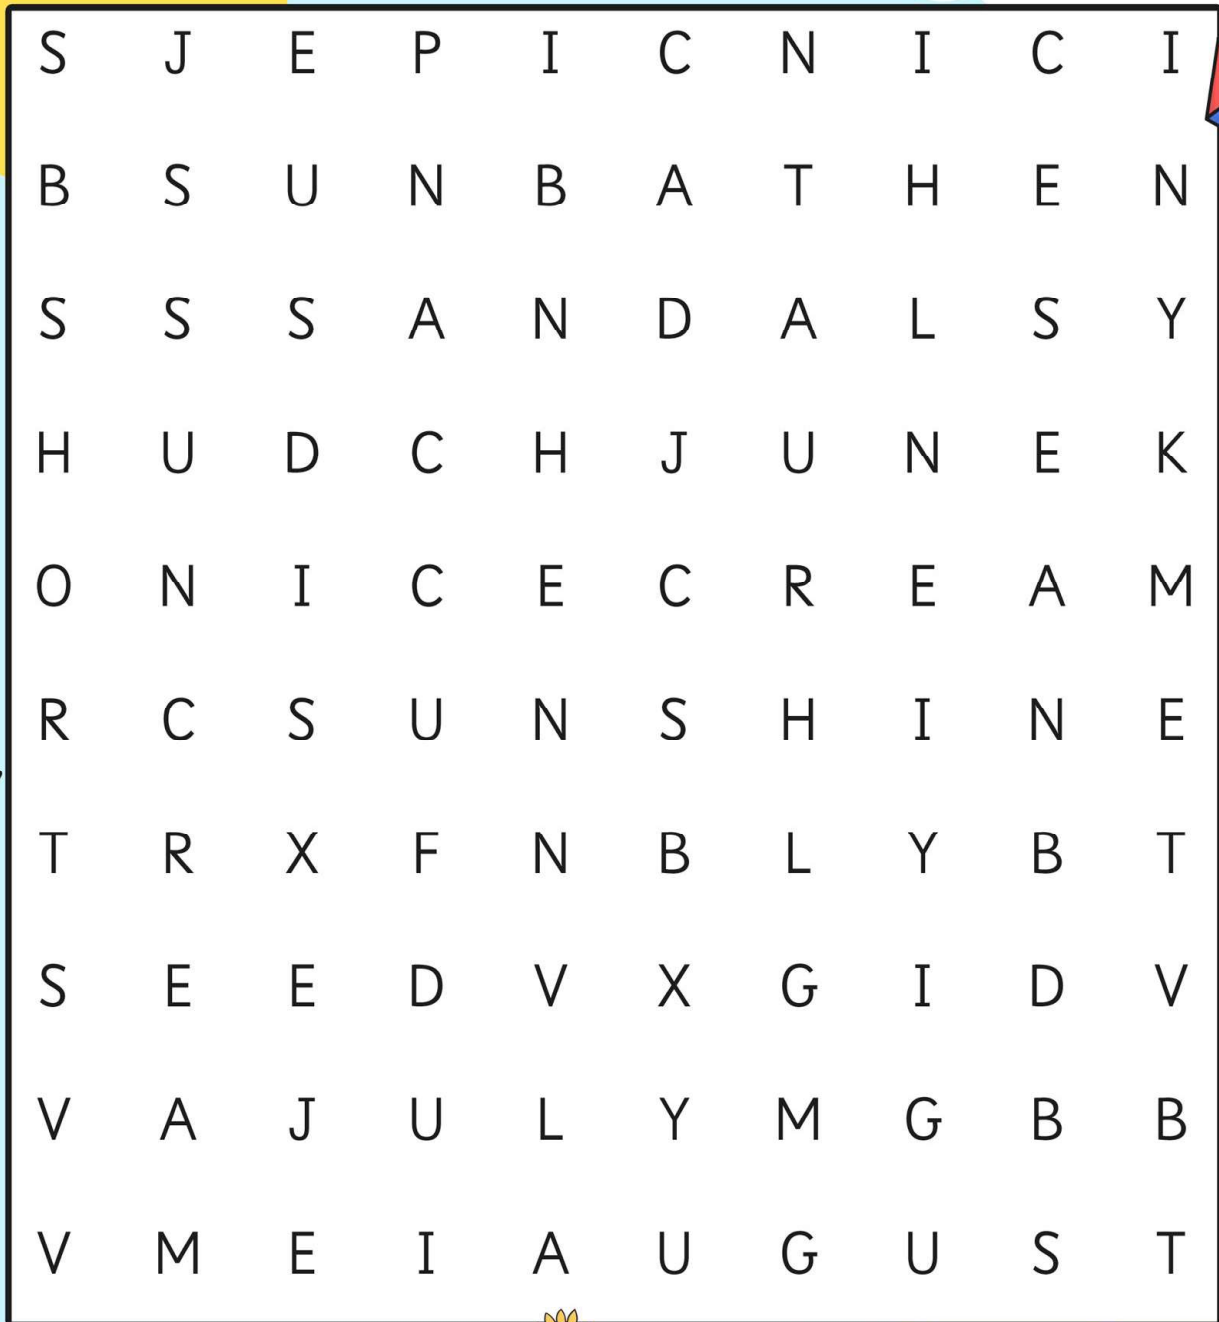 S J E P I C N I C I
B S U N B A T H E N
S S S A N D A L S Y
H U D C H J U N E K
O N I C E C R E A M
R C S U N S H I N E
T R X F N B L Y B T
S E E D V X G I D V
V A J U L Y M G B B
V M E I A U G U S T